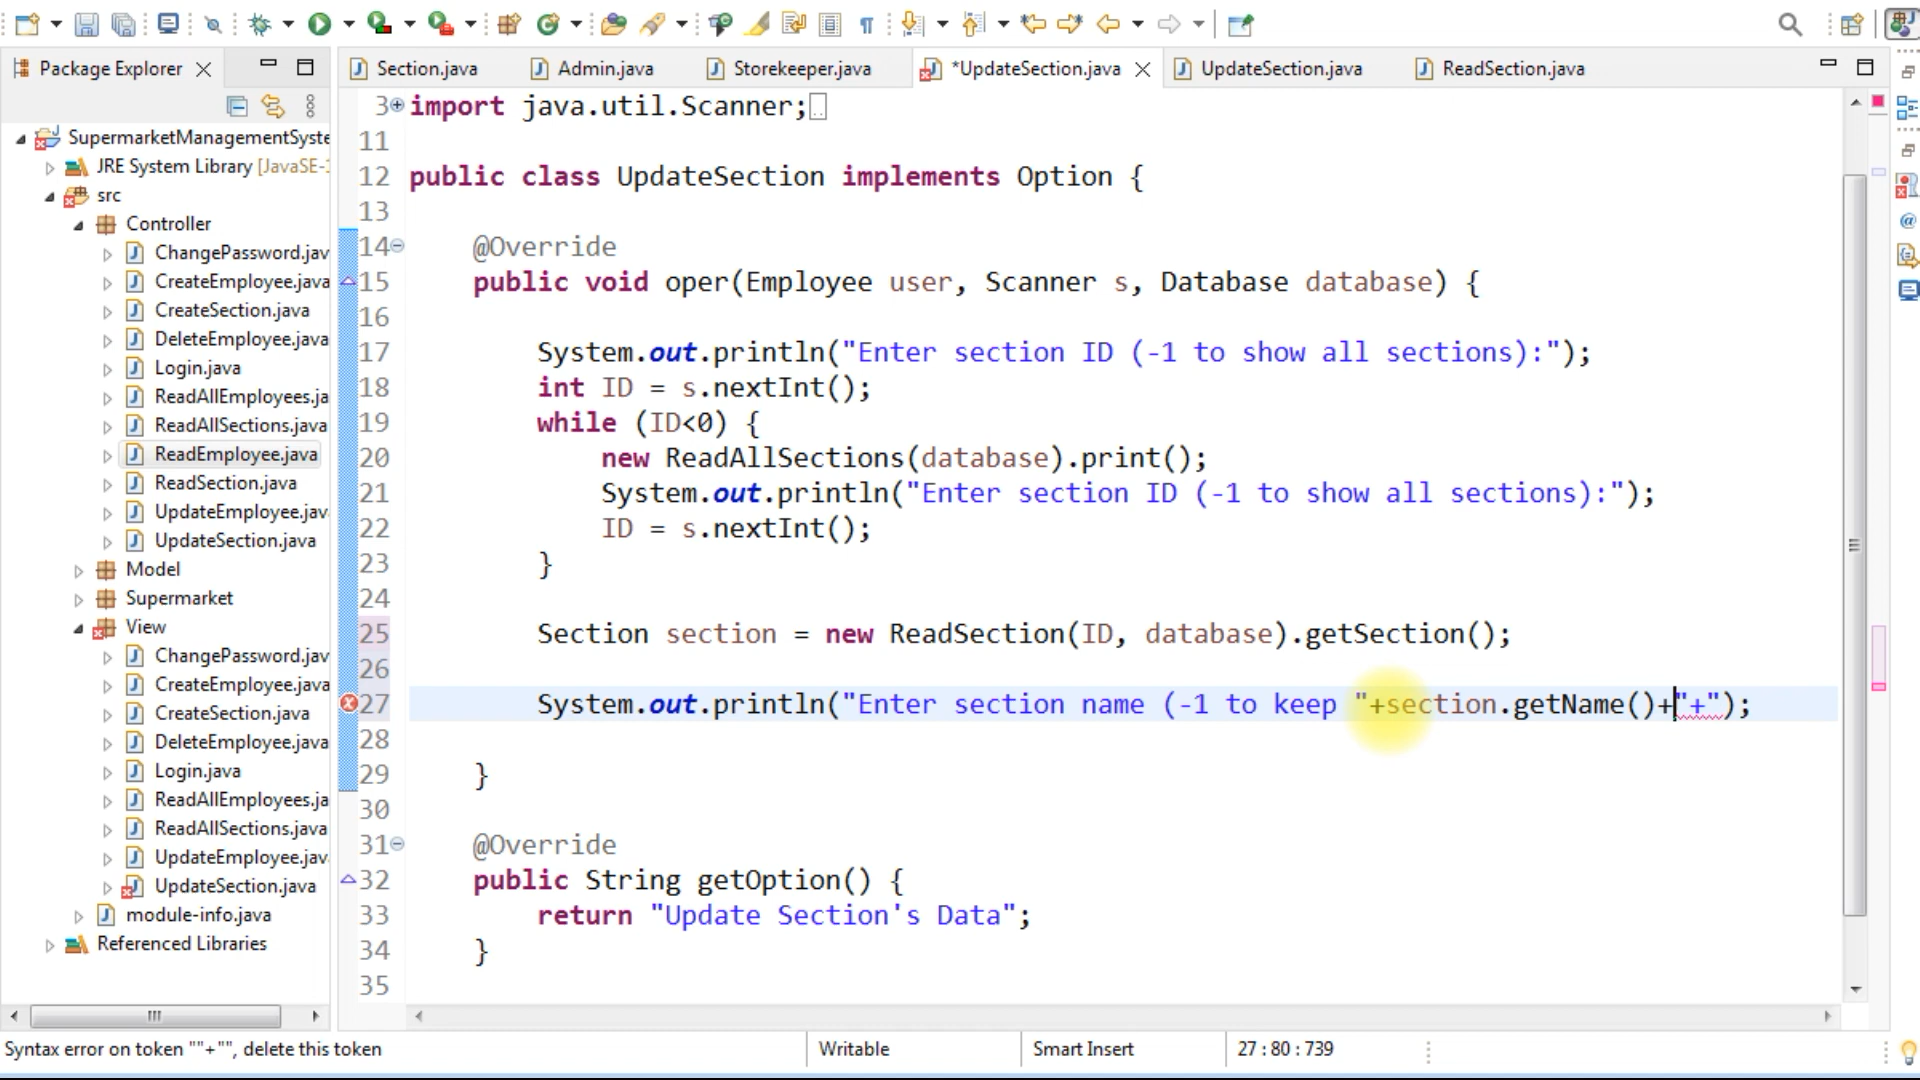 Package Explorer
Section.java
Admin.java
Storekeeper.java
*UpdateSection.java
UpdateSection.java
ReadSection.java
SupermarketManagementSyste
JRE System Library [JavaSE-1
src
Controller
ChangePassword.jav
CreateEmployee.java
CreateSection.java
DeleteEmployee.java
Login.java
ReadAllEmployees.ja
ReadAllSections.java
ReadEmployee.java
ReadSection.java
UpdateEmployee.jav
UpdateSection.java
Model
Supermarket
View
ChangePassword.jav
CreateEmployee.java
CreateSection.java
DeleteEmployee.java
Login.java
ReadAllEmployees.ja
ReadAllSections.java
UpdateEmployee.jav
UpdateSection.java
module-info.java
Referenced Libraries
3 import java.util.Scanner;
11
12 public class UpdateSection implements Option {
13
14 @Override
15 public void oper(Employee user, Scanner s, Database database) {
16
17 System.out.println("Enter section ID (-1 to show all sections):");
18 int ID = s.nextInt();
19 while (ID<0) {
20 new ReadAllSections(database).print();
21 System.out.println("Enter section ID (-1 to show all sections):");
22 ID = s.nextInt();
23 }
24
25 Section section = new ReadSection(ID, database).getSection();
26
27 System.out.println("Enter section name (-1 to keep "+section.getName()+"+");
28
29 }
30
31 @Override
32 public String getOption() {
33 return "Update Section's Data";
34 }
35
Syntax error on token ""+"", delete this token
Writable
Smart Insert
27 : 80 : 739